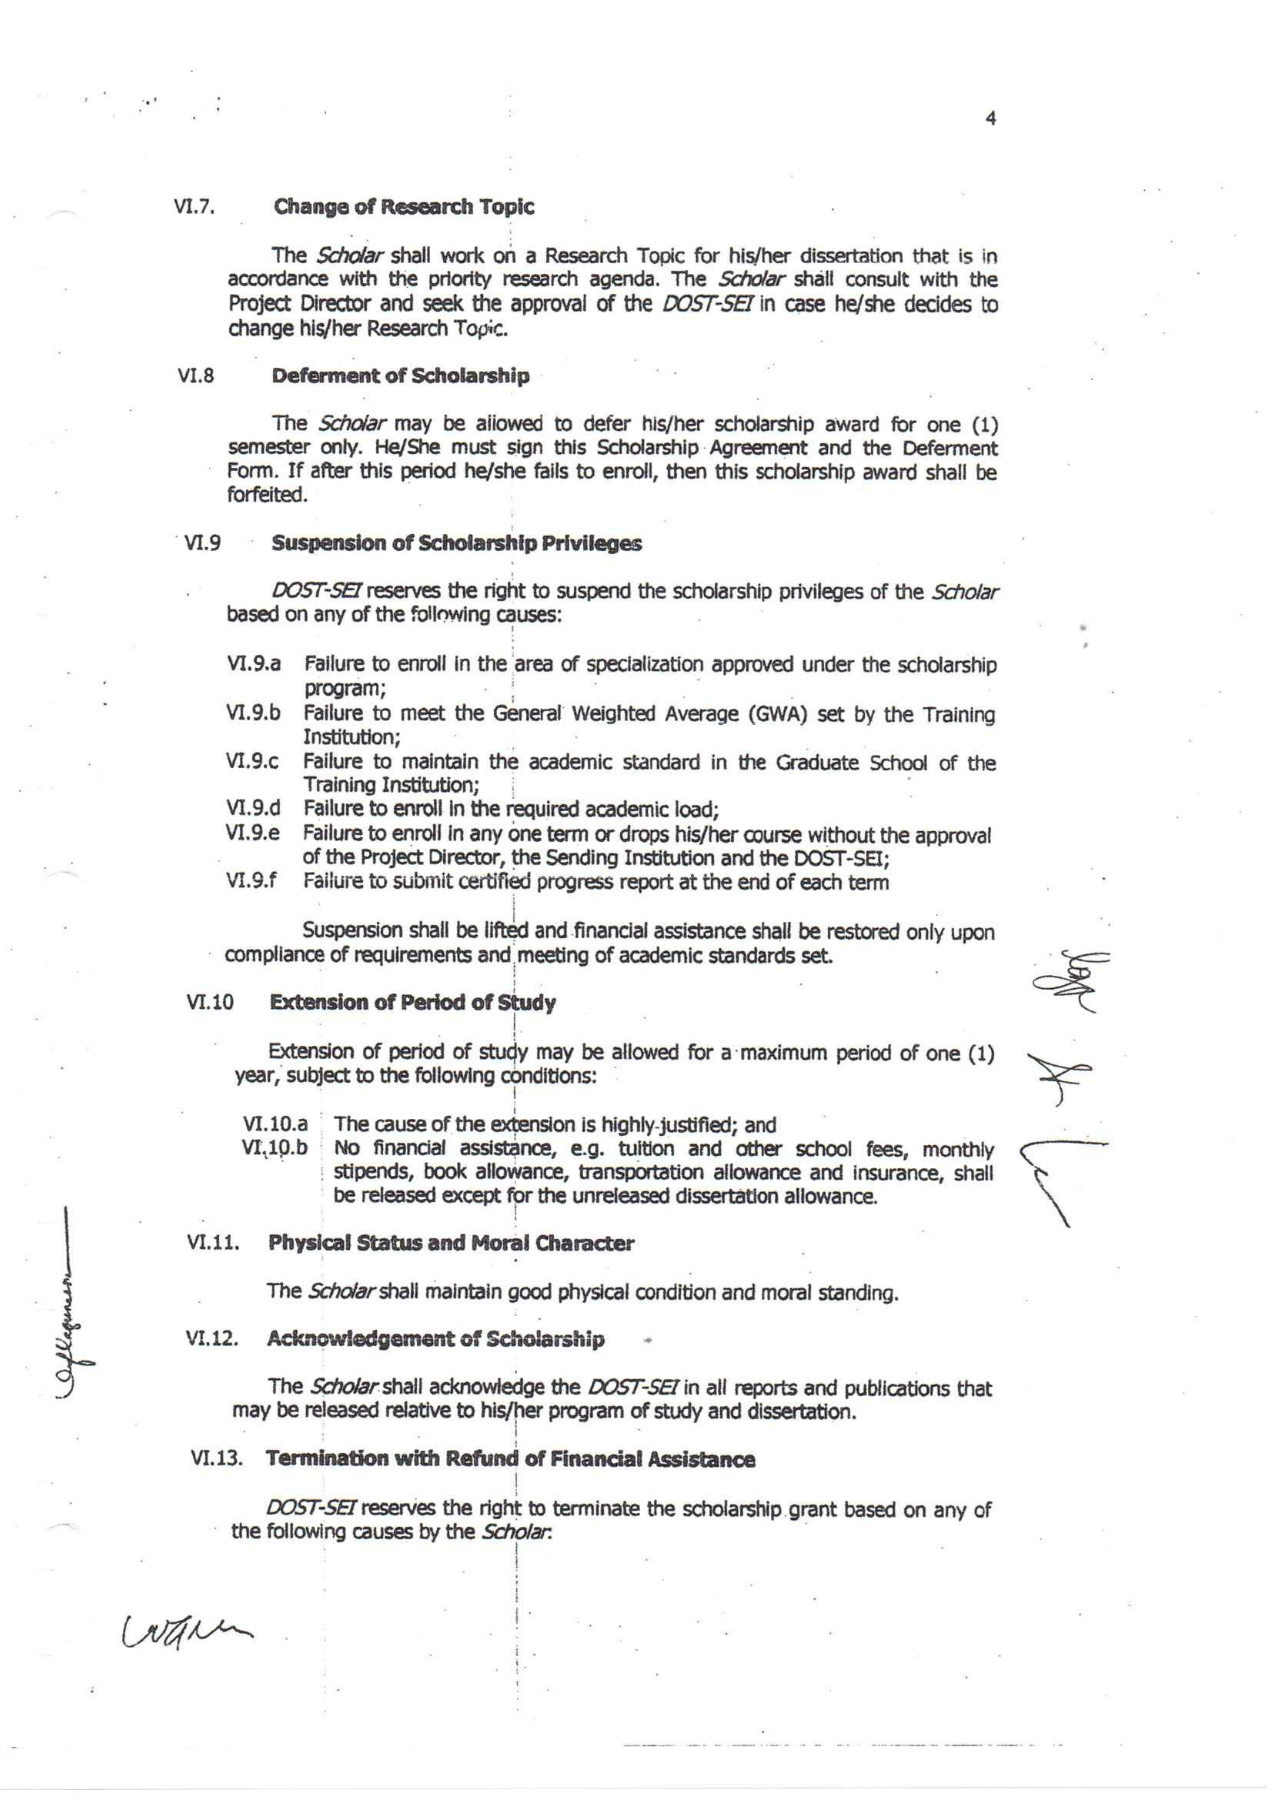 4
VI.7. Change of Research Topic
The Scholar shall work on a Research Topic for his/her dissertation that is in
accordance with the priority research agenda. The Scholar shall consult with the
Project Director and seek the approval of the DOST-SEI in case he/she decides to
change his/her Research Topic.
VI.8 Deferment of Scholarship
The Scholar may be allowed to defer his/her scholarship award for one (1)
semester only. He/She must sign this Scholarship Agreement and the Deferment
Form. If after this period he/she fails to enroll, then this scholarship award shall be
forfeited.
VI.9 Suspension of Scholarship Privileges
DOST-SEI reserves the right to suspend the scholarship privileges of the Scholar
based on any of the following causes:
VI.9.a Failure to enroll in the area of specialization approved under the scholarship
program;
VI.9.b Failure to meet the General Weighted Average (GWA) set by the Training
Institution;
VI.9.c Failure to maintain the academic standard in the Graduate School of the
Training Institution;
VI.9.d Failure to enroll in the required academic load;
VI.9.e Failure to enroll in any one term or drops his/her course without the approval
of the Project Director, the Sending Institution and the DOST-SEI;
VI.9.f Failure to submit certified progress report at the end of each term
Suspension shall be lifted and financial assistance shall be restored only upon
compliance of requirements and meeting of academic standards set.
VI.10 Extension of Period of Study
Extension of period of study may be allowed for a maximum period of one (1)
year, subject to the following conditions:
VI.10.a The cause of the extension is highly-justified; and
VI.10.b No financial assistance, e.g. tuition and other school fees, monthly
stipends, book allowance, transportation allowance and insurance, shall
be released except for the unreleased dissertation allowance.
VI.11. Physical Status and Moral Character
The Scholar shall maintain good physical condition and moral standing.
VI.12. Acknowledgement of Scholarship
The Scholar shall acknowledge the DOST-SEI in all reports and publications that
may be released relative to his/her program of study and dissertation.
VI.13. Termination with Refund of Financial Assistance
DOST-SEI reserves the right to terminate the scholarship grant based on any of
the following causes by the Scholar: